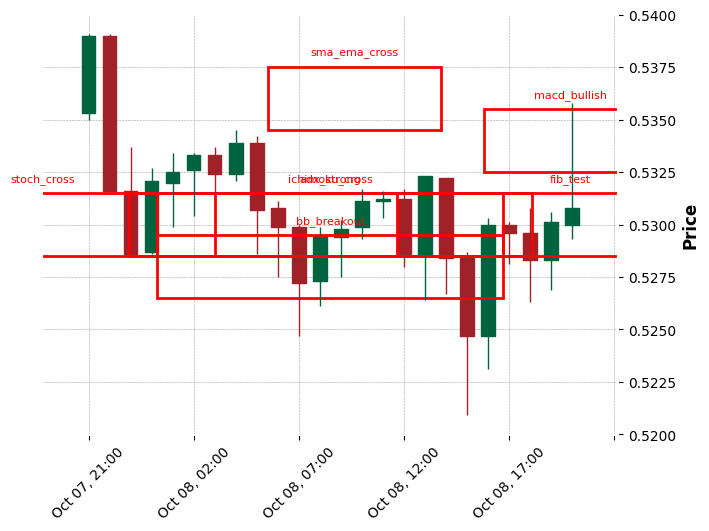 0.5400
sma_ema_cross
0.5375
macd_bullish
0.5350
0.5325
stoch_cross
fib_test
0.5300
bb_breakout
Price
0.5275
0.5250
0.5225
0.5200
Oct 07, 21:00
Oct 08, 02:00
Oct 08, 07:00
Oct 08, 12:00
Oct 08, 17:00